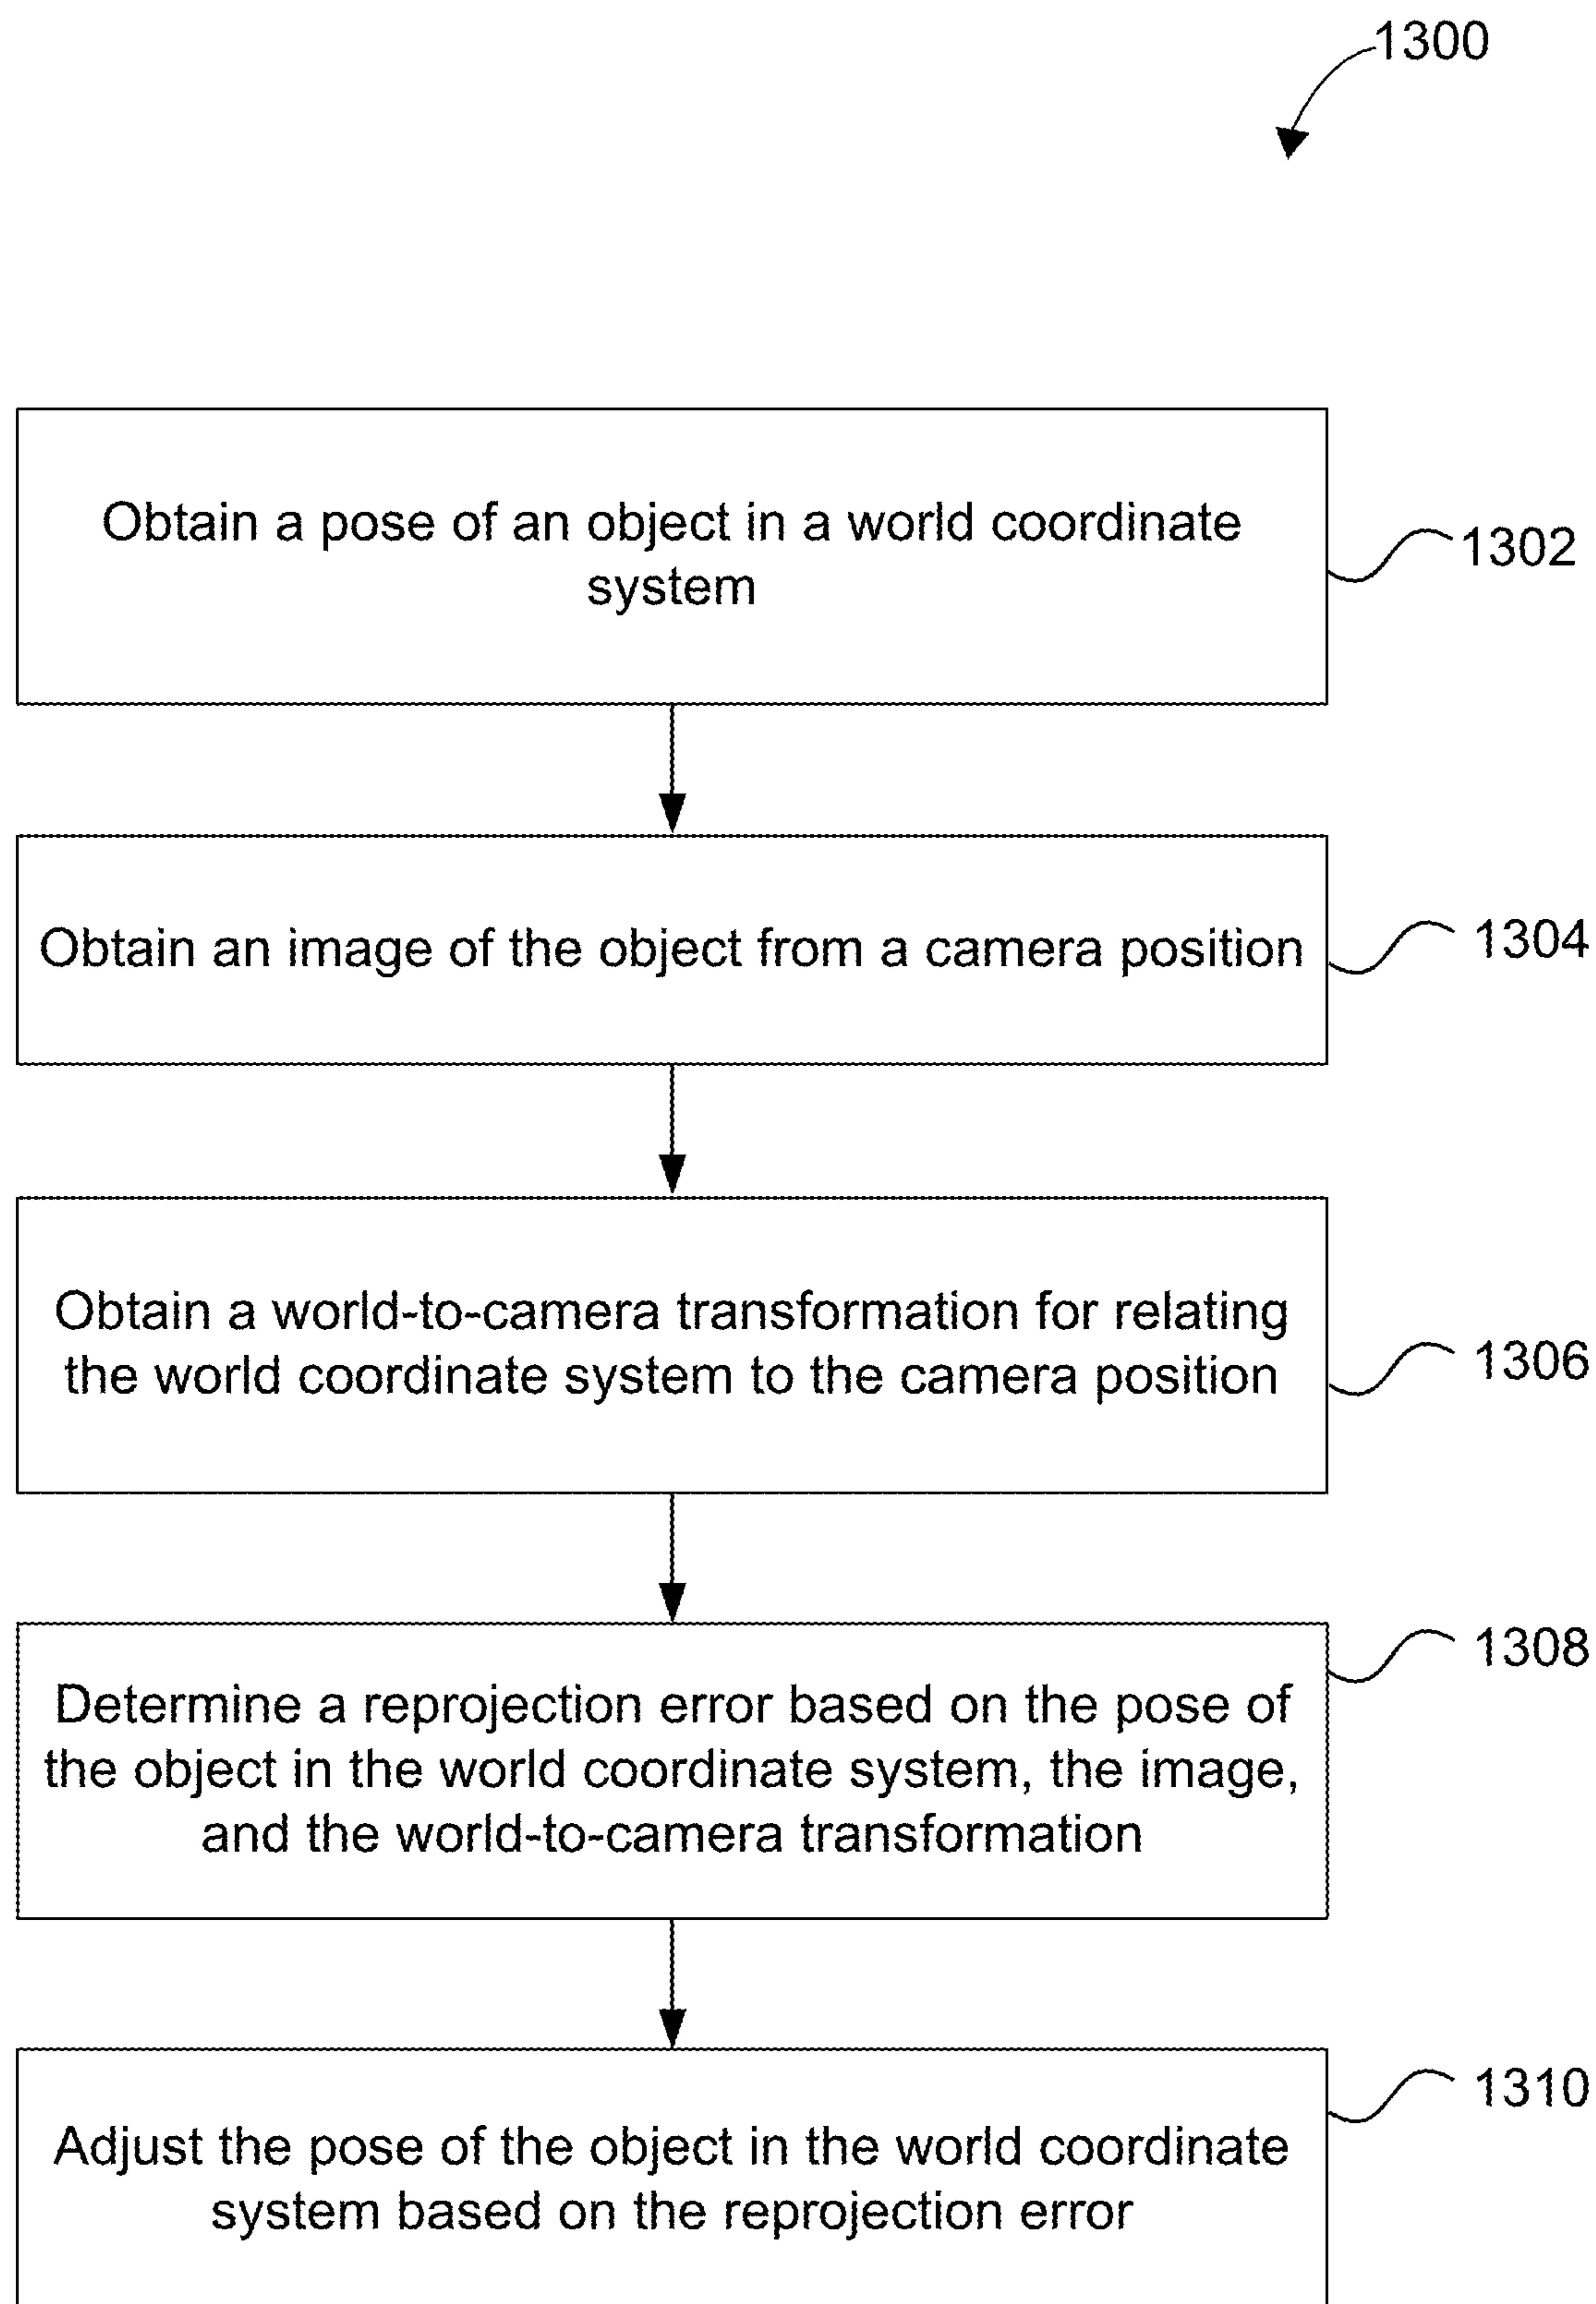 1300
Obtain a pose of an object in a world coordinate
system
1302
Obtain an image of the object from a camera position
1304
Obtain a world-to-camera transformation for relating
the world coordinate system to the camera position
1306
Determine a reprojection error based on the pose of
the object in the world coordinate system, the image,
and the world-to-camera transformation
1308
Adjust the pose of the object in the world coordinate
system based on the reprojection error
1310